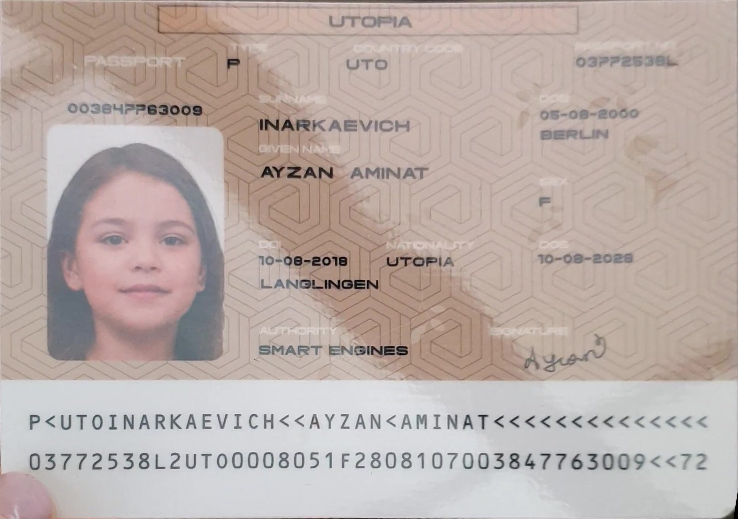 UTOPIA
PASSPORT
TYPE
P
COUNTRY CODE
UTO
PASSPORT NO
03772538L
003847763009
SURNAME
INARKAEVICH
DOB
05-08-2000
BERLIN
GIVEN NAME
AYZAN AMINAT
SEX
F
DOI
10-08-2018
LANGLINGEN
NATIONALITY
UTOPIA
DOE
10-08-2028
AUTHORITY
SMART ENGINES
SIGNATURE
Ayzan
P<UTOINARKAEVICH<<AYZAN<AMINAT<<<<<<<<<<<<<<
03772538L2UTO0008051F2808107003847763009<<72